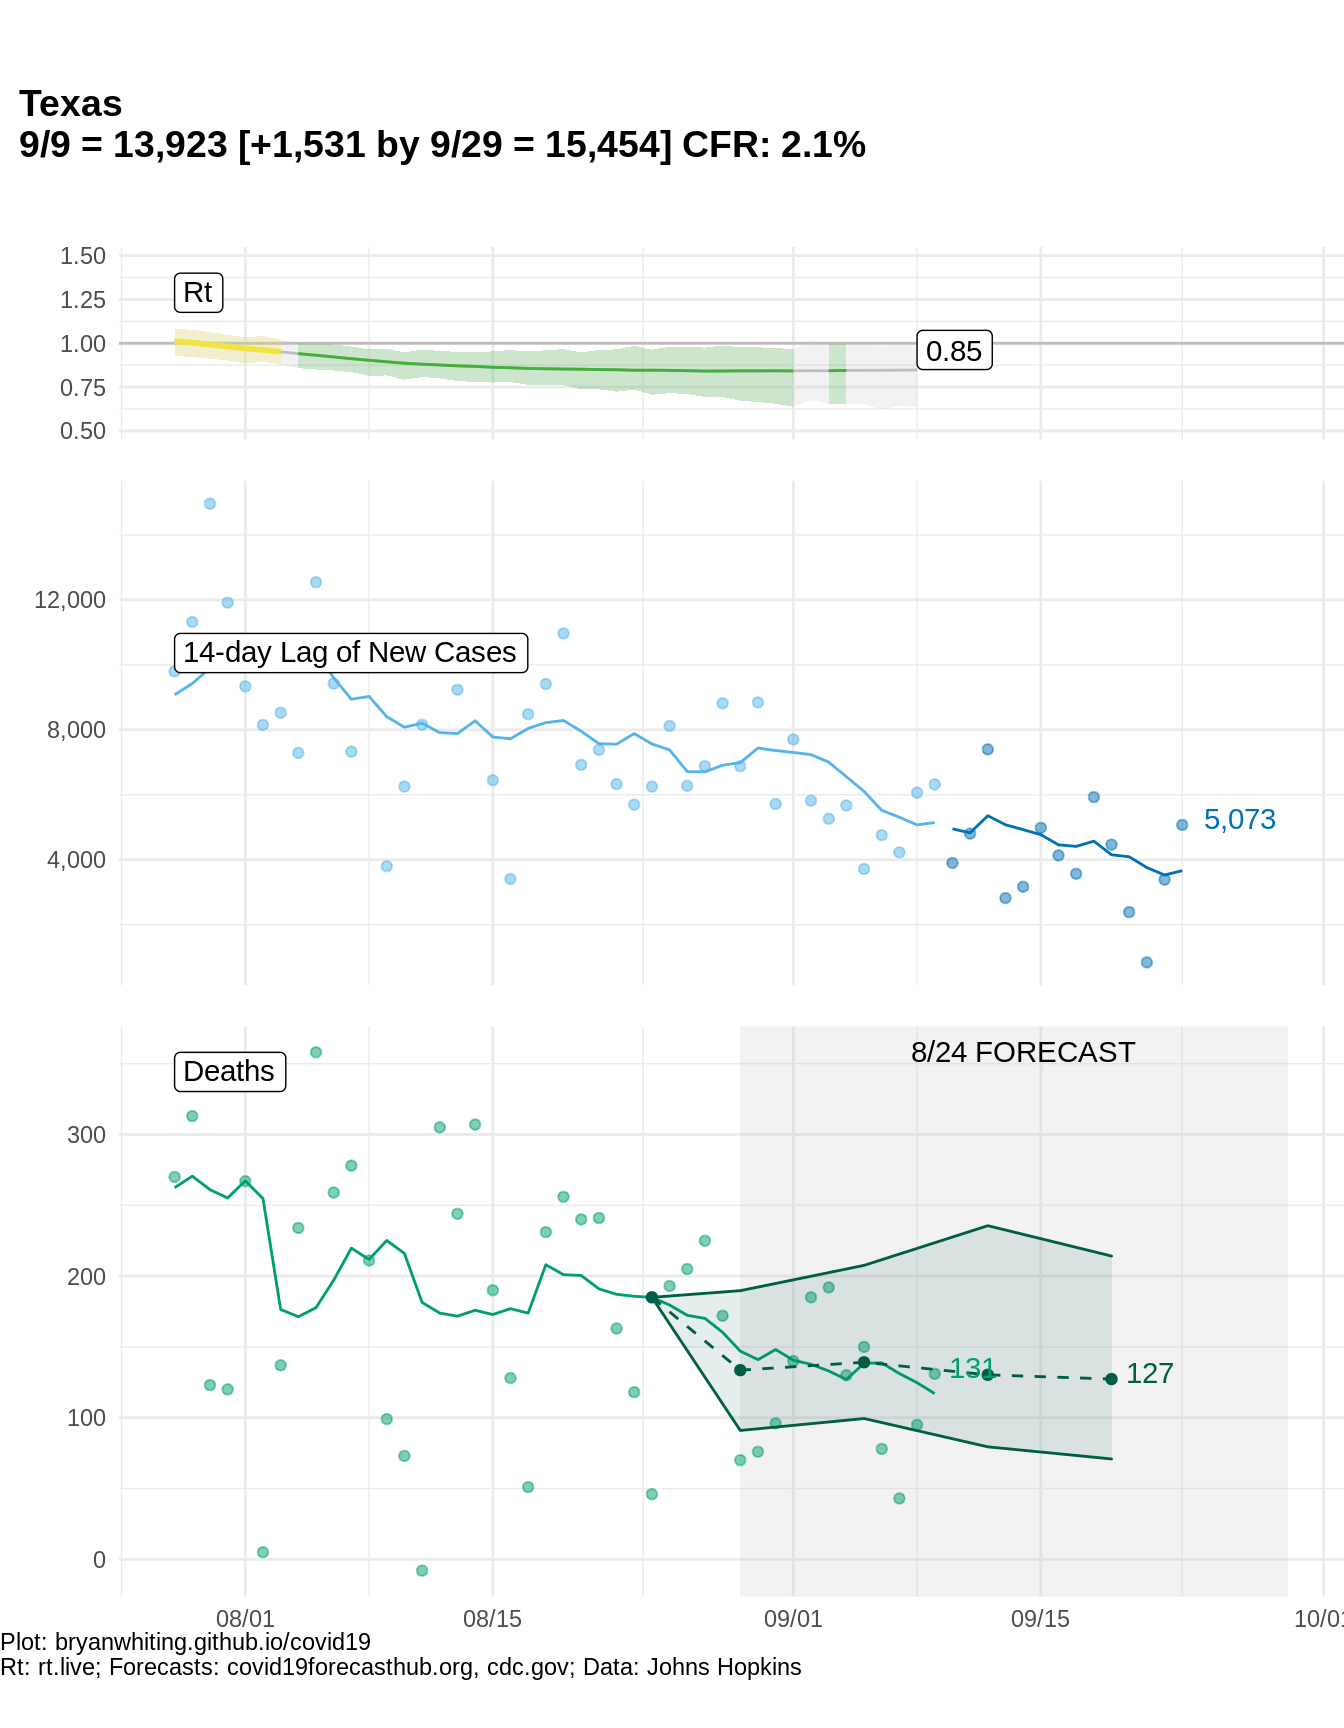 Texas
9/9 = 13,923 [+1,531 by 9/29 = 15,454] CFR: 2.1%
1.50
1.25
1.00
0.75
0.50
Rt
0.85
12,000
8,000
4,000
14-day Lag of New Cases
5,073
Deaths
8/24 FORECAST
300
200
100
0
131
127
08/01
08/15
09/01
09/15
10/01
Plot: bryanwhiting.github.io/covid19
Rt: rt.live; Forecasts: covid19forecasthub.org, cdc.gov; Data: Johns Hopkins